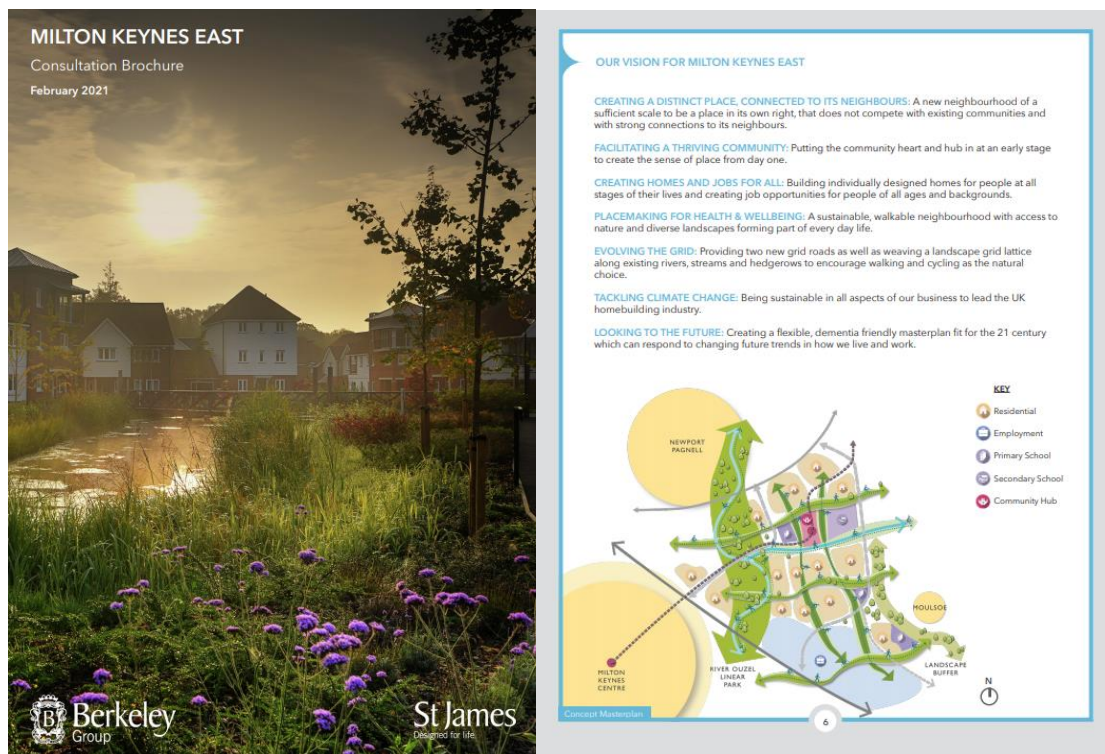 MILTON KEYNES EAST
Consultation Brochure
February 2021
Berkeley
Group
St James
Designed for life
OUR VISION FOR MILTON KEYNES EAST
CREATING A DISTINCT PLACE, CONNECTED TO ITS NEIGHBOURS: A new neighbourhood of a
sufficient scale to be a place in its own right, that does not compete with existing communities and
with strong connections to its neighbours.
FACILITATING A THRIVING COMMUNITY: Putting the community heart and hub in at an early stage
to create the sense of place from day one.
CREATING HOMES AND JOBS FOR ALL: Building individually designed homes for people at all
stages of their lives and creating job opportunities for people of all ages and backgrounds.
PLACEMAKING FOR HEALTH & WELLBEING: A sustainable, walkable neighbourhood with access to
nature and diverse landscapes forming part of every day life.
EVOLVING THE GRID: Providing two new grid roads as well as weaving a landscape grid lattice
along existing rivers, streams and hedgerows to encourage walking and cycling as the natural
choice.
TACKLING CLIMATE CHANGE: Being sustainable in all aspects of our business to lead the UK
homebuilding industry.
LOOKING TO THE FUTURE: Creating a flexible, dementia friendly masterplan fit for the 21 century
which can respond to changing future trends in how we live and work.
KEY
Residential
Employment
Primary School
Secondary School
Community Hub
NEWPORT
PAGNELL
MOULSOE
MILTON
KEYNES
CENTRE
RIVER OUZEL
LINEAR
PARK
LANDSCAPE
BUFFER
N
Concept Masterplan
6